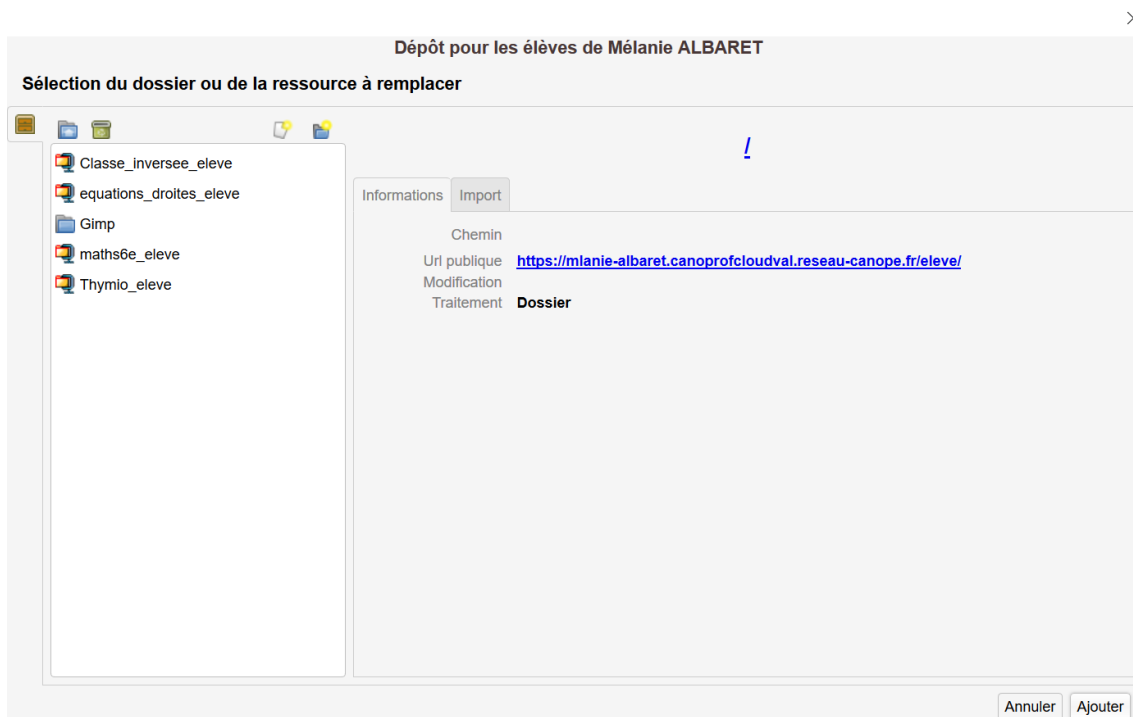 Dépôt pour les élèves de Mélanie ALBARET
Sélection du dossier ou de la ressource à remplacer
/
Classe_inversee_eleve
equations_droites_eleve
Gimp
maths6e_eleve
Thymio_eleve
Informations Import
Chemin
Url publique https://mlanie-albaret.canoprofcloudval.reseau-canope.fr/eleve/
Modification
Traitement Dossier
Annuler Ajouter